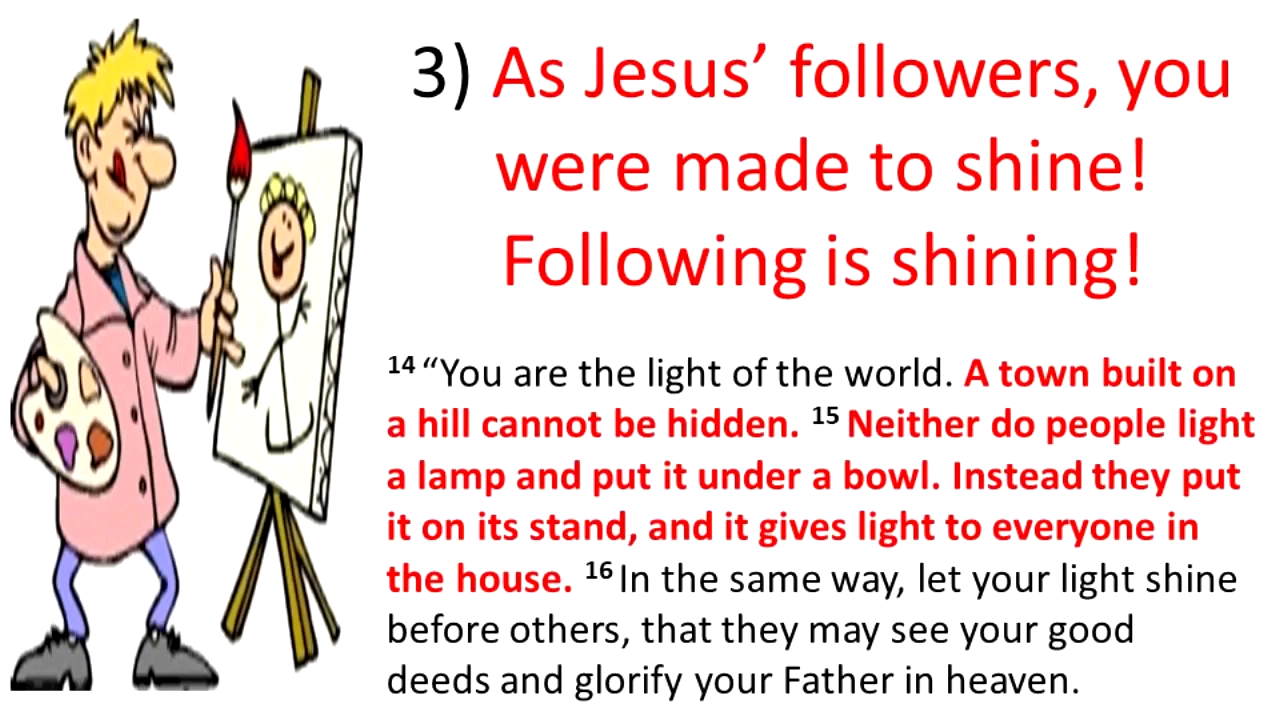 3) As Jesus’ followers, you
were made to shine!
Following is shining!
14 “You are the light of the world. A town built on
a hill cannot be hidden. 15 Neither do people light
a lamp and put it under a bowl. Instead they put
it on its stand, and it gives light to everyone in
the house. 16 In the same way, let your light shine
before others, that they may see your good
deeds and glorify your Father in heaven.